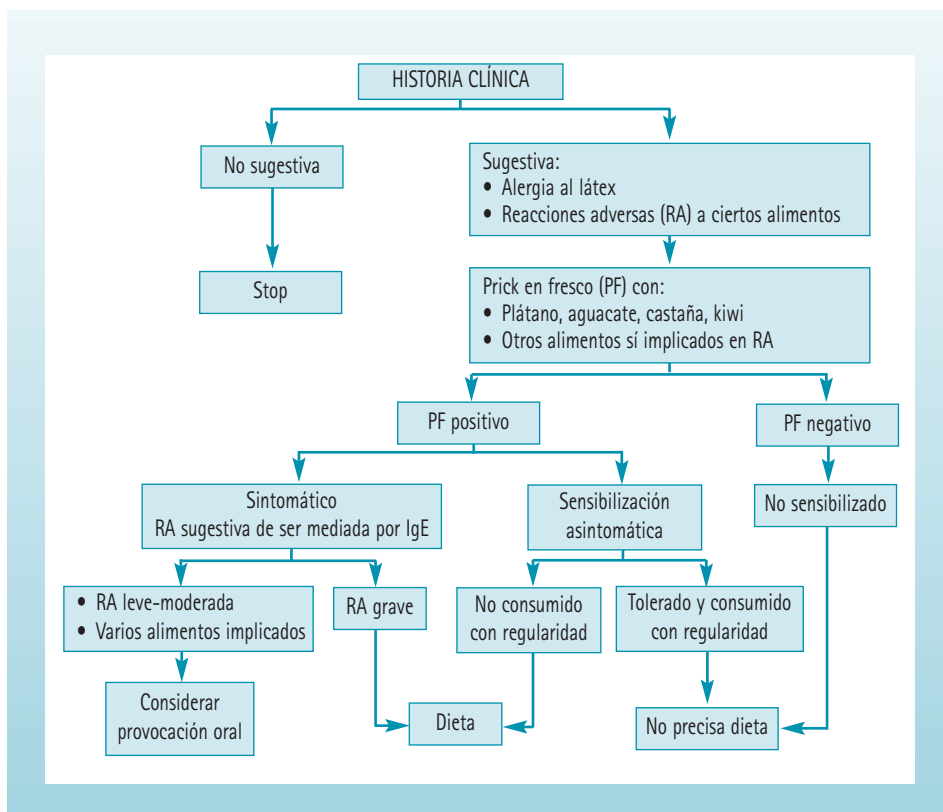 HISTORIA CLÍNICA
No sugestiva
Sugestiva:
• Alergia al látex
• Reacciones adversas (RA) a ciertos alimentos
Stop
Prick en fresco (PF) con:
• Plátano, aguacate, castaña, kiwi
• Otros alimentos sí implicados en RA
PF positivo
PF negativo
Sintomático
RA sugestiva de ser mediada por IgE
Sensibilización
asintomática
No sensibilizado
• RA leve-moderada
• Varios alimentos implicados
RA grave
No consumido
con regularidad
Tolerado y consumido
con regularidad
Considerar
provocación oral
Dieta
No precisa dieta